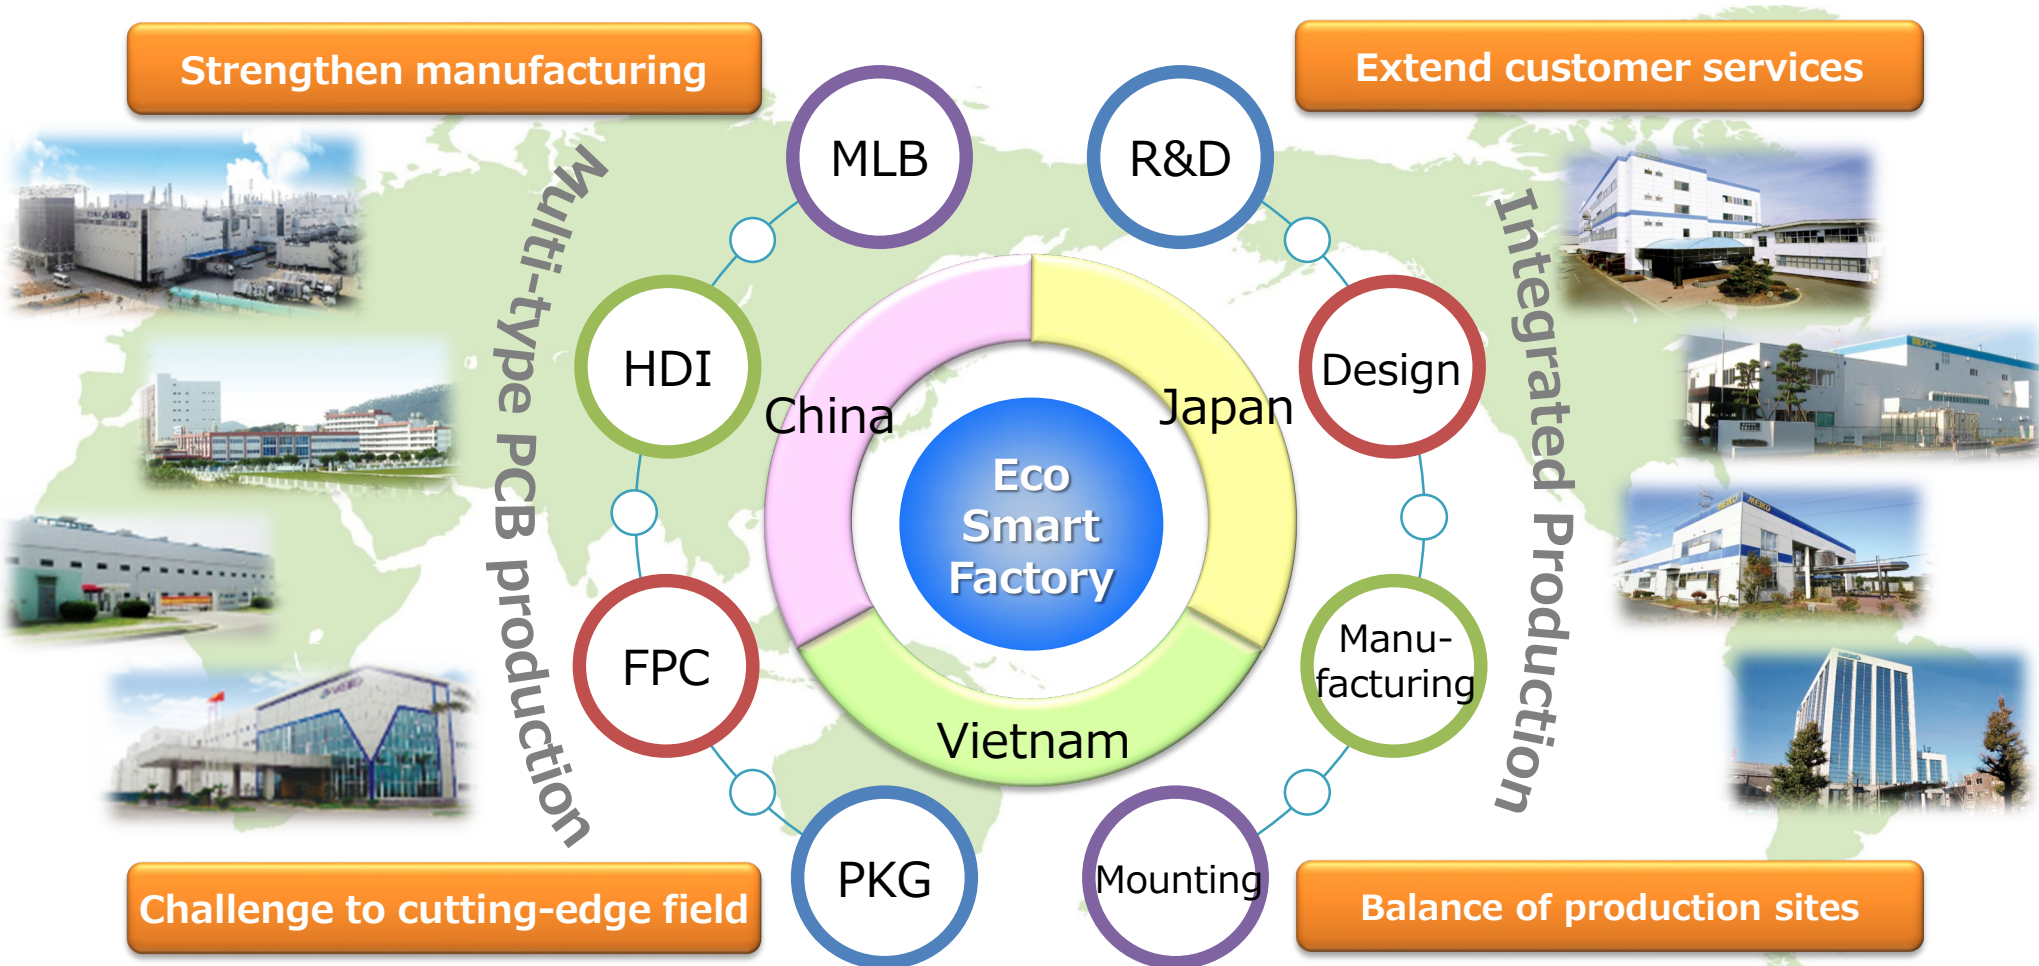 Strengthen manufacturing
Extend customer services
MLB
R&D
Multi-type PCB production
Integrated Production
HDI
Design
China
Japan
Eco
Smart
Factory
FPC
Manu-
facturing
Vietnam
PKG
Mounting
Challenge to cutting-edge field
Balance of production sites
MEIKO